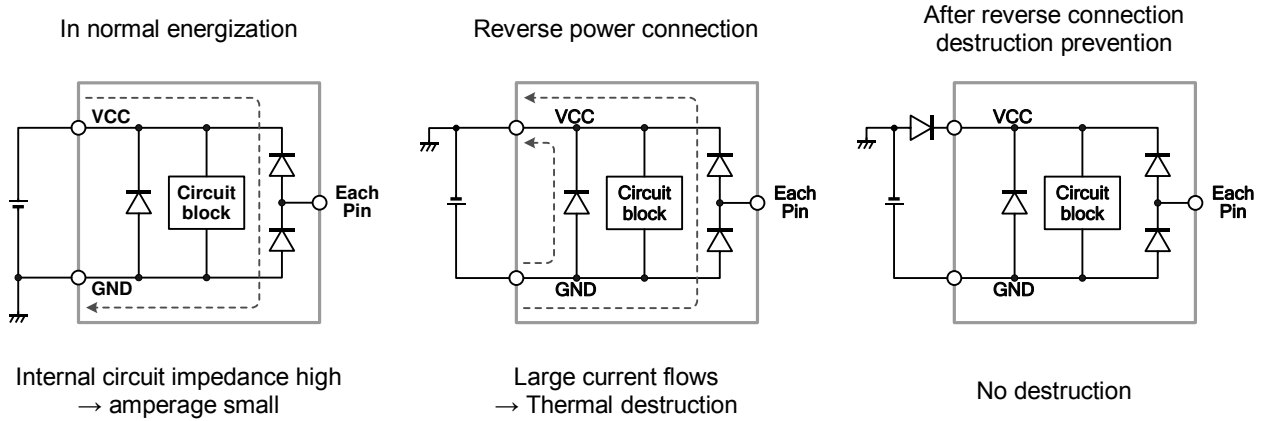 In normal energization
VCC
Circuit
block
Each
Pin
GND
Internal circuit impedance high
→ amperage small
Reverse power connection
VCC
Circuit
block
Each
Pin
GND
Large current flows
→ Thermal destruction
After reverse connection
destruction prevention
VCC
Circuit
block
Each
Pin
GND
No destruction